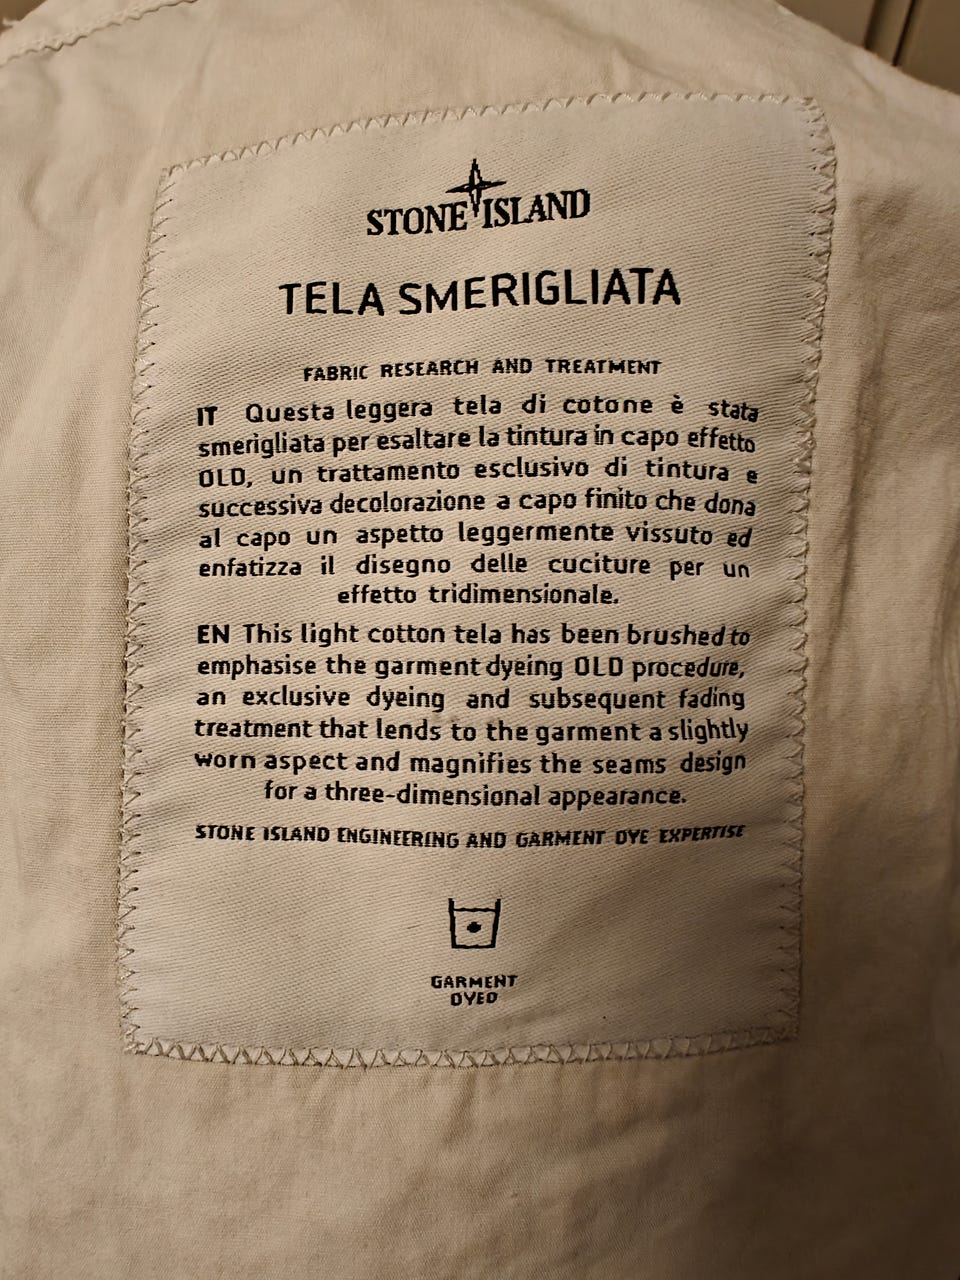 STONE ISLAND
TELA SMERIGLIATA
FABRIC RESEARCH AND TREATMENT
IT Questa leggera tela di cotone è stata
smerigliata per esaltare la tintura in capo effetto
OLD, un trattamento esclusivo di tintura e
successiva decolorazione a capo finito che dona
al capo un aspetto leggermente vissuto ed
enfatizza il disegno delle cuciture per un
effetto tridimensionale.
EN This light cotton tela has been brushed to
emphasise the garment dyeing OLD procedure,
an exclusive dyeing and subsequent fading
treatment that lends to the garment a slightly
worn aspect and magnifies the seams design
for a three-dimensional appearance.
STONE ISLAND ENGINEERING AND GARMENT DYE EXPERTISE
GARMENT
DYED